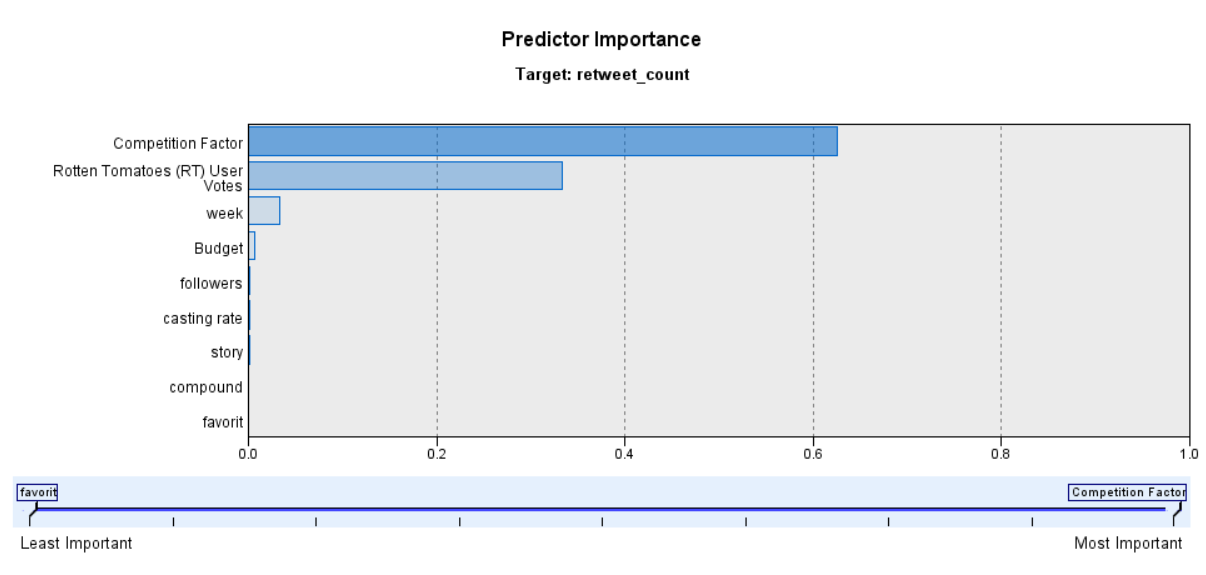 Predictor Importance
Target: retweet_count
Competition Factor
Rotten Tomatoes (RT) User
Votes
week
Budget
followers
casting rate
story
compound
favorit
0.0 0.2 0.4 0.6 0.8 1.0
favorit Competition Factor
Least Important Most Important